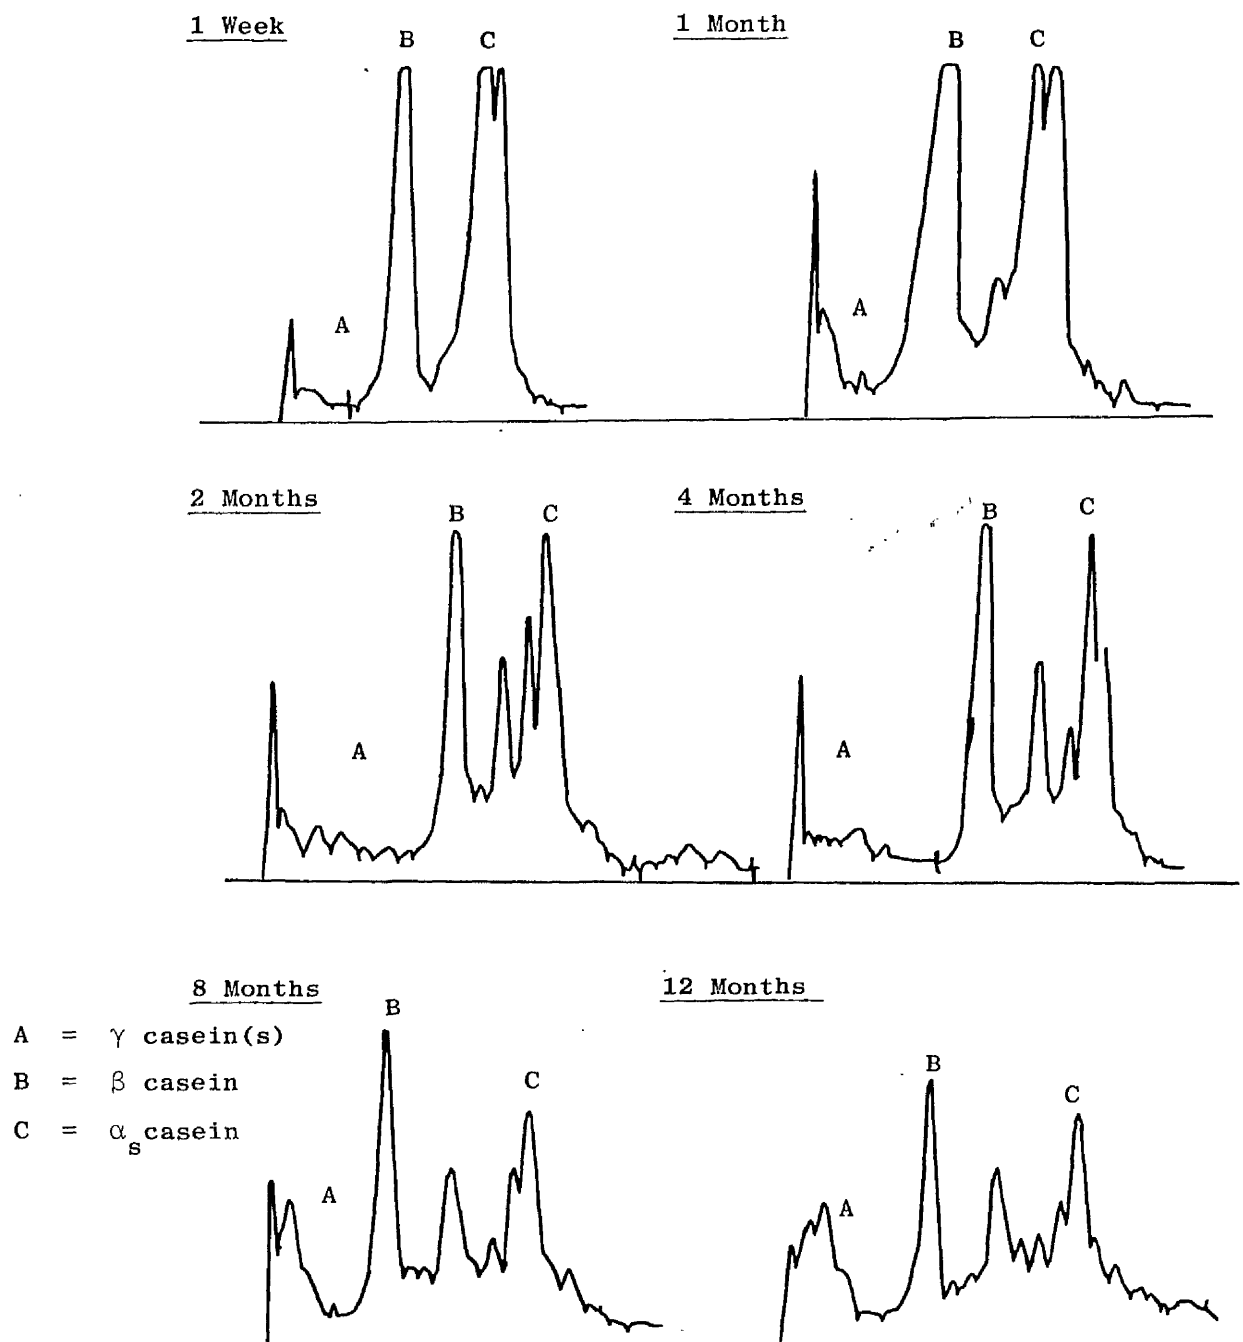 1 Week
B
C
A
1 Month
B
C
A
2 Months
B
C
A
4 Months
B
C
A
8 Months
B
C
A
12 Months
B
C
A
A = γ casein(s)
B = β casein
C = αs casein